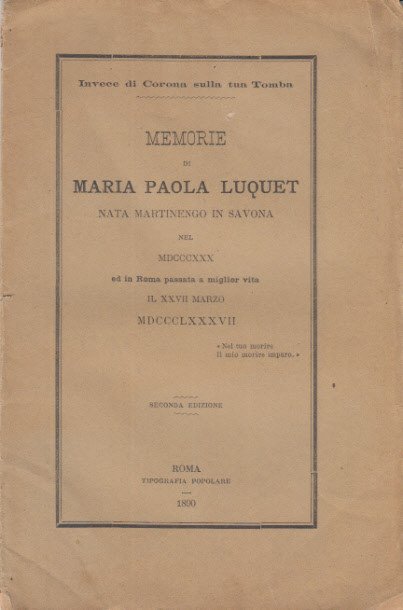 Invece di Corona sulla tua Tomba
MEMORIE
DI
MARIA PAOLA LUQUET
NATA MARTINENGO IN SAVONA
NEL
MDCCCXXX
ed in Roma passata a miglior vita
IL XXVII MARZO
MDCCCLXXXVII
« Nel tuo morire
Il mio morire imparo. »
SECONDA EDIZIONE
ROMA
TIPOGRAFIA POPOLARE
1890